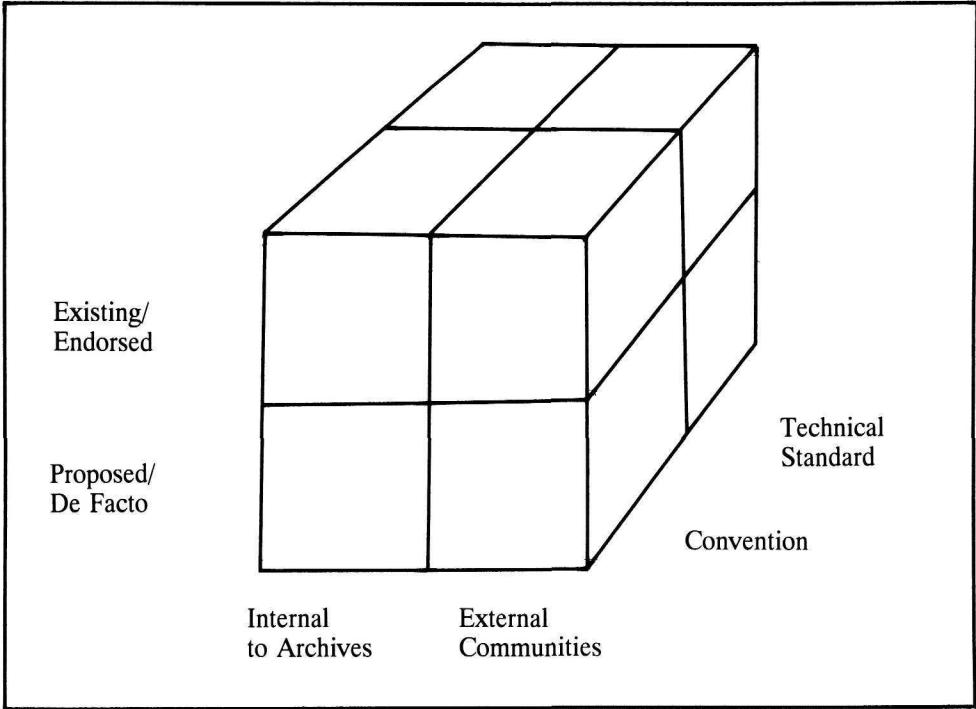 Existing/
Endorsed
Proposed/
De Facto
Technical
Standard
Convention
Internal
to Archives
External
Communities